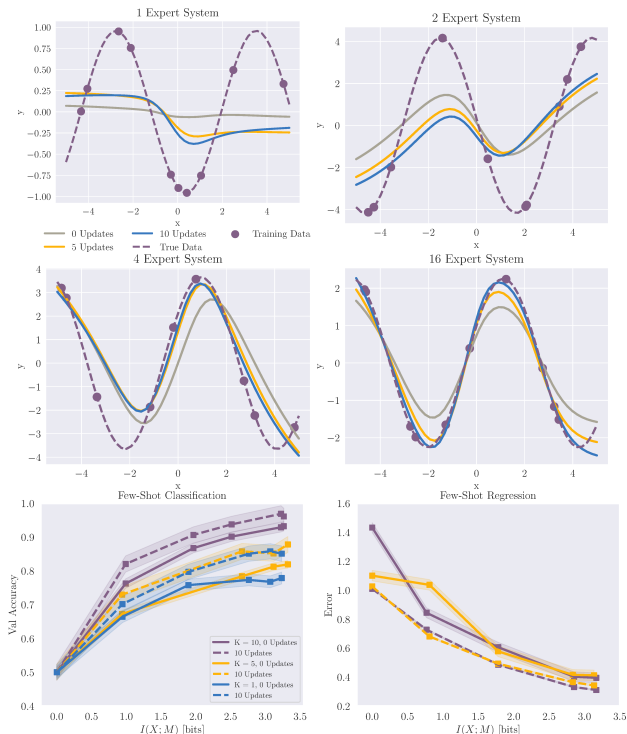 1 Expert System
1.00
0.75
0.50
0.25
0.00
−0.25
−0.50
−0.75
−1.00
y
−4
−2
0
2
4
x
2 Expert System
4
2
0
−2
−4
y
−4
−2
0
2
4
x
0 Updates
5 Updates
10 Updates
True Data
Training Data
4 Expert System
4
3
2
1
0
−1
−2
−3
−4
y
−4
−2
0
2
4
x
16 Expert System
2
1
0
−1
−2
y
−4
−2
0
2
4
x
Few-Shot Classification
1.0
0.9
0.8
0.7
0.6
0.5
0.4
Val Accuracy
K = 10, 0 Updates
10 Updates
K = 5, 0 Updates
10 Updates
K = 1, 0 Updates
10 Updates
0.0
0.5
1.0
1.5
2.0
2.5
3.0
3.5
I(X; M) [bits]
Few-Shot Regression
1.6
1.4
1.2
1.0
0.8
0.6
0.4
0.2
Error
0.0
0.5
1.0
1.5
2.0
2.5
3.0
3.5
I(X; M) [bits]